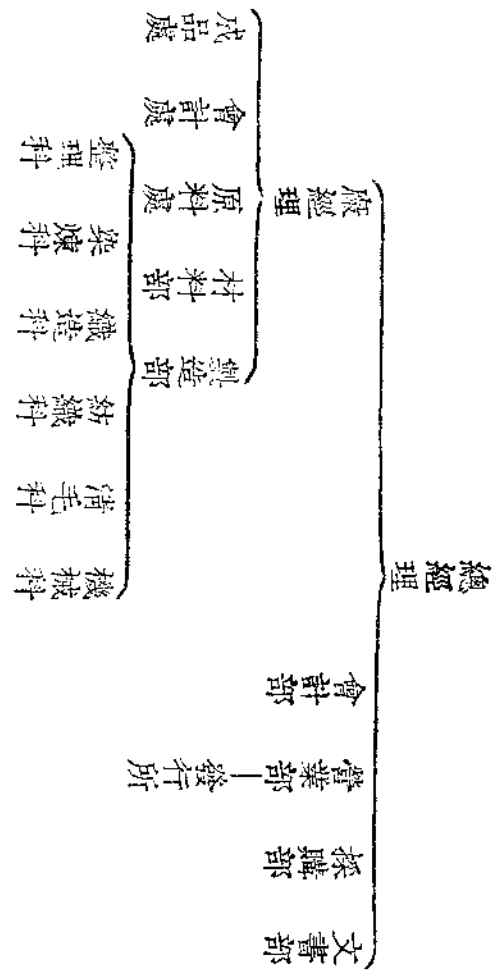 總經理
文書部
採購部
營業部—發行所
會計部
廠經理
製造部
材料部
原料處
會計處
成品處
機械科
清毛科
紡織科
織造科
染煉科
整理科